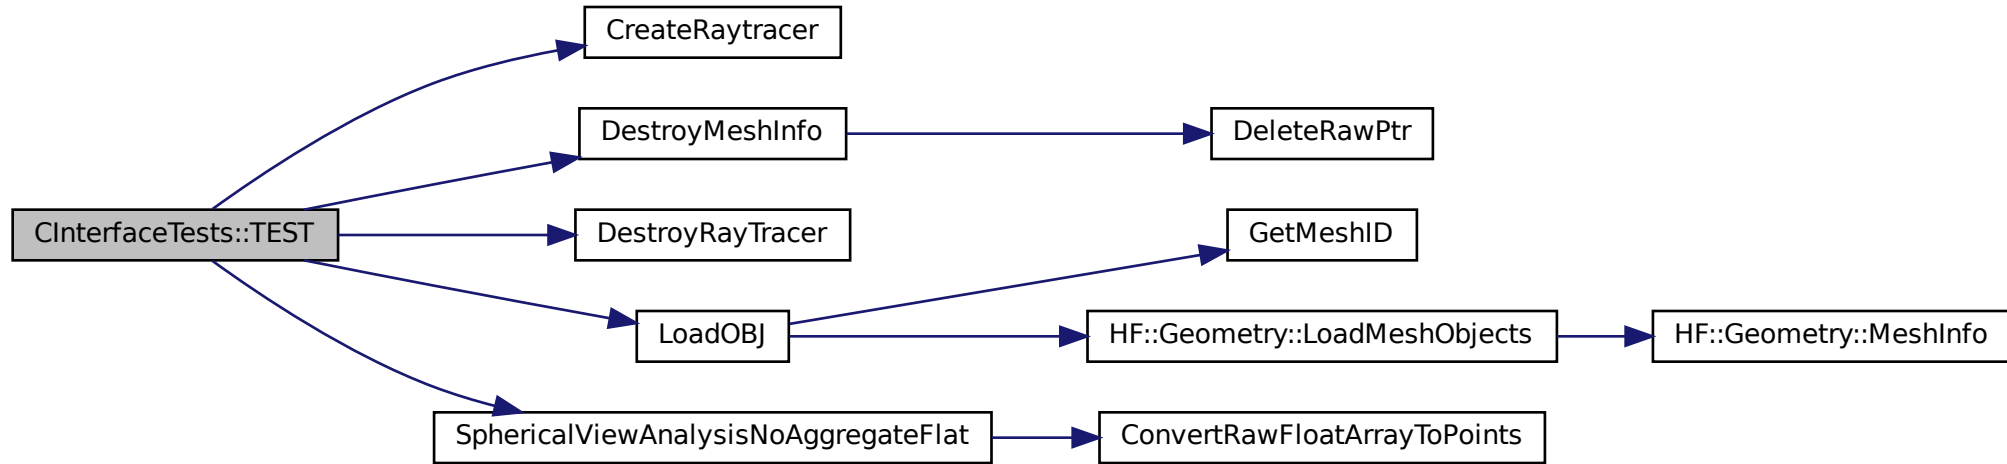 CreateRaytracer
DestroyMeshInfo
DeleteRawPtr
CInterfaceTests::TEST
DestroyRayTracer
GetMeshID
LoadOBJ
HF::Geometry::LoadMeshObjects
HF::Geometry::MeshInfo
SphericalViewAnalysisNoAggregateFlat
ConvertRawFloatArrayToPoints